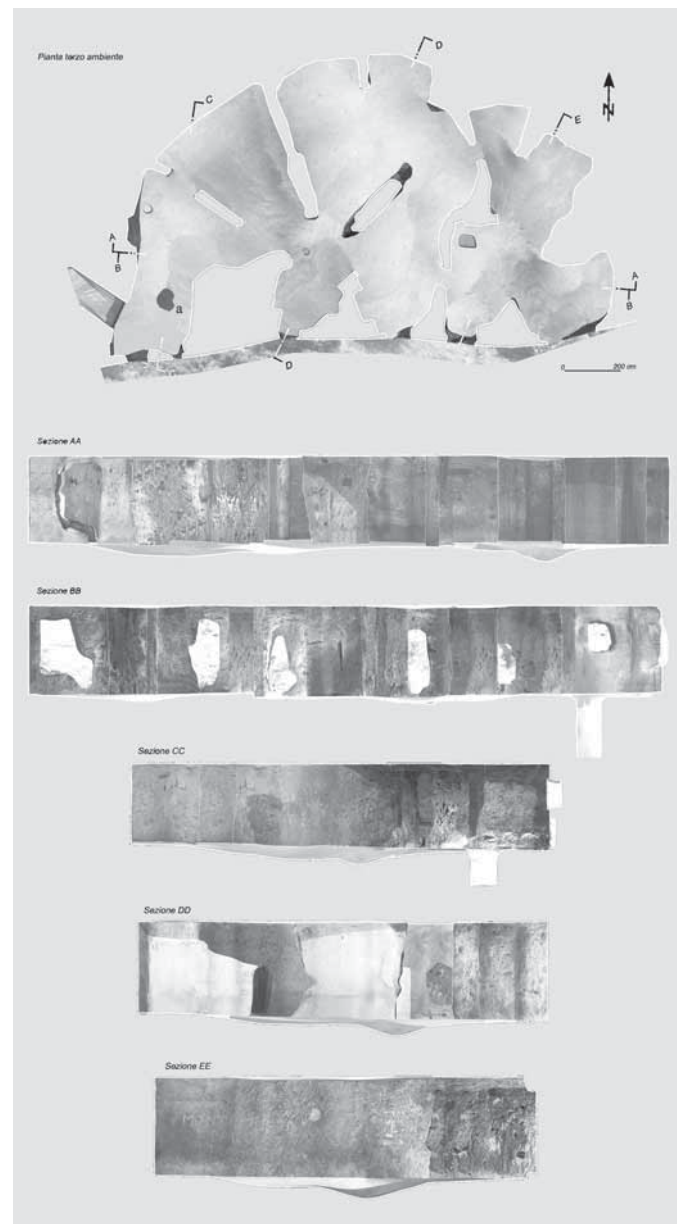 Pianta terzo ambiente
D
C
E
N
A
B
a
A
B
D
0 200 cm
Sezione AA
Sezione BB
Sezione CC
Sezione DD
Sezione EE